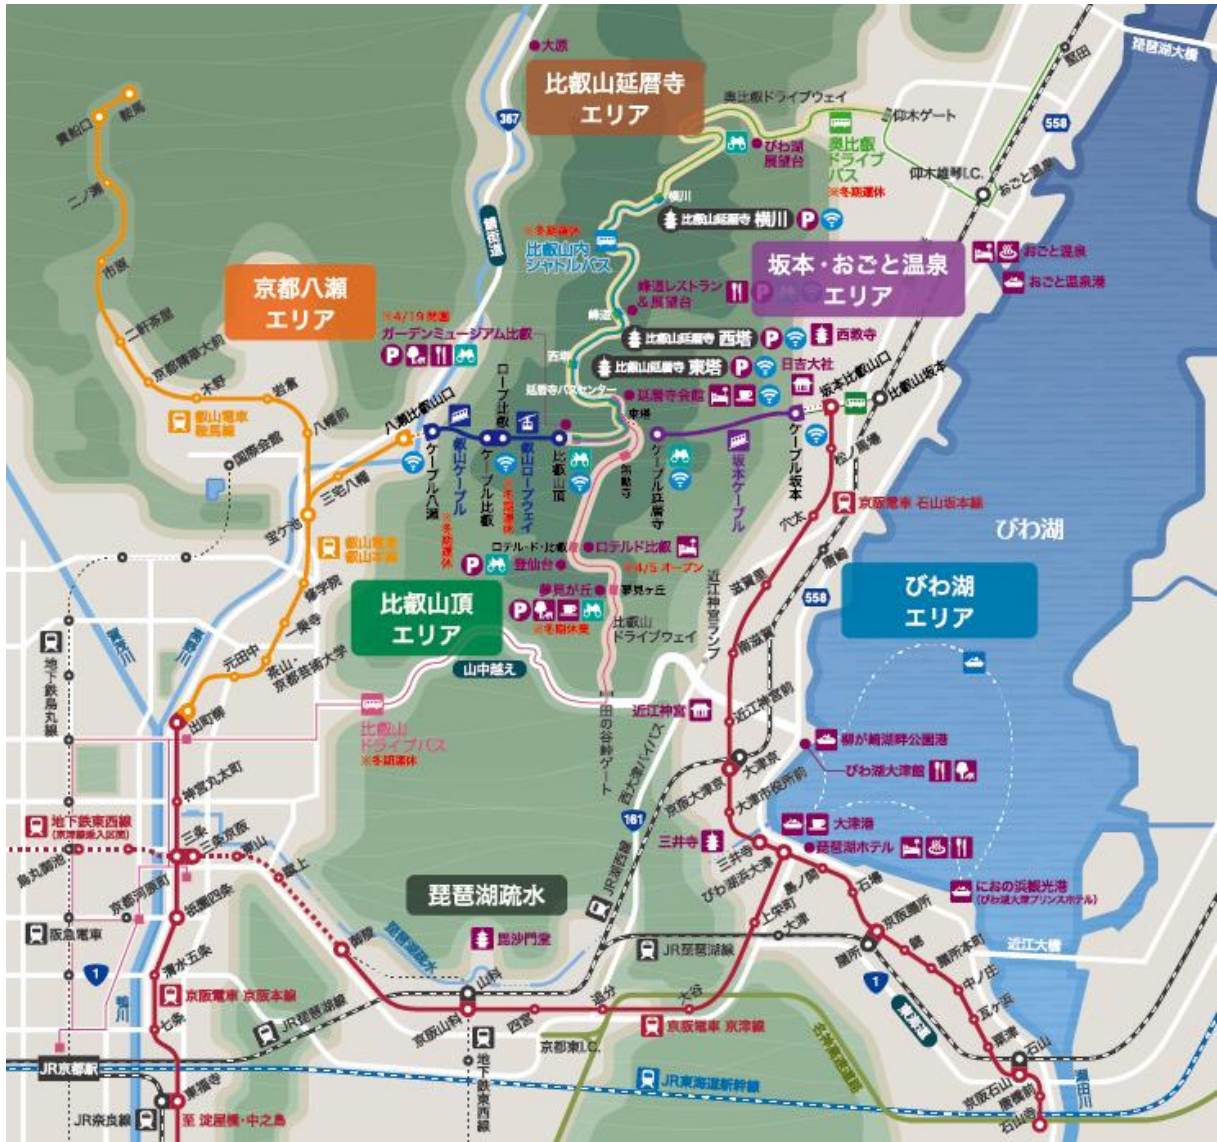 大原
比叡山延暦寺
エリア
奥比叡ドライブウェイ
琵琶湖大橋
堅田
仰木ゲート
558
367
鞍馬
貴船口
二ノ瀬
市原
二軒茶屋
京都精華大前
木野
岩倉
八幡前
びわ湖
展望台
奥比叡
ドライブ
バス
※冬期運休
仰木雄琴I.C.
おごと温泉
横川
比叡山延暦寺 横川
P
※冬期運休
比叡山内
シャトルバス
鯖街道
坂本・おごと温泉
エリア
おごと温泉
おごと温泉港
京都八瀬
エリア
※4/19 開園
ガーデンミュージアム比叡
P
峰道レストラン
&展望台
P
峰道
比叡山延暦寺 西塔
P
西教寺
西塔
比叡山延暦寺 東塔
P
日吉大社
延暦寺バスセンター
延暦寺会館
東塔
坂本比叡山口
比叡山坂本
叡山電車
鞍馬線
国際会館
八瀬比叡山口
ケーブル八瀬
叡山ケーブル
※冬期運休
ケーブル比叡
ロープ比叡
叡山ロープウェイ
※冬期運休
比叡山頂
無動寺
ケーブル延暦寺
坂本ケーブル
ケーブル坂本
松ノ馬場
京阪電車 石山坂本線
穴太
びわ湖
三宅八幡
宝ケ池
叡山電車
叡山本線
修学院
一乗寺
茶山・
京都芸術大学
元田中
出町柳
ロテル・ド・比叡
ロテルド比叡
※4/5 オープン
P
登仙台
夢見が丘
夢見ヶ丘
P
※冬期休業
比叡山
ドライブウェイ
比叡山頂
エリア
山中越え
唐崎
滋賀里
558
びわ湖
エリア
近江神宮ランプ
南滋賀
地下鉄烏丸線
高野川
比叡山
ドライブバス
※冬期運休
田の谷峠ゲート
近江神宮
近江神宮前
西大津バイパス
柳が崎湖畔公園港
びわ湖大津館
大津京
京阪大津京
大津市役所前
神宮丸太町
161
地下鉄東西線
(京津線乗入区間)
三条
三条京阪
東山
蹴上
烏丸御池
三井寺
三井寺
びわ湖浜大津
大津港
琵琶湖ホテル
JR湖西線
島ノ関
石場
におの浜観光港
(びわ湖大津プリンスホテル)
京都河原町
祇園四条
阪急電車
琵琶湖疏水
御陵
琵琶湖疏水
毘沙門堂
上栄町
大津
京阪膳所
膳所
錦
膳所本町
近江大橋
JR琵琶湖線
1
清水五条
京阪電車 京阪本線
鴨川
七条
JR琵琶湖線
山科
京阪山科
四宮
追分
大谷
京阪電車 京津線
京都東I.C.
1
東海道
中ノ庄
瓦ヶ浜
粟津
石山
京阪石山
唐橋前
石山寺
瀬田川
名神高速道路
地下鉄東西線
JR京都駅
JR東海道新幹線
東福寺
JR奈良線
至 淀屋橋・中之島